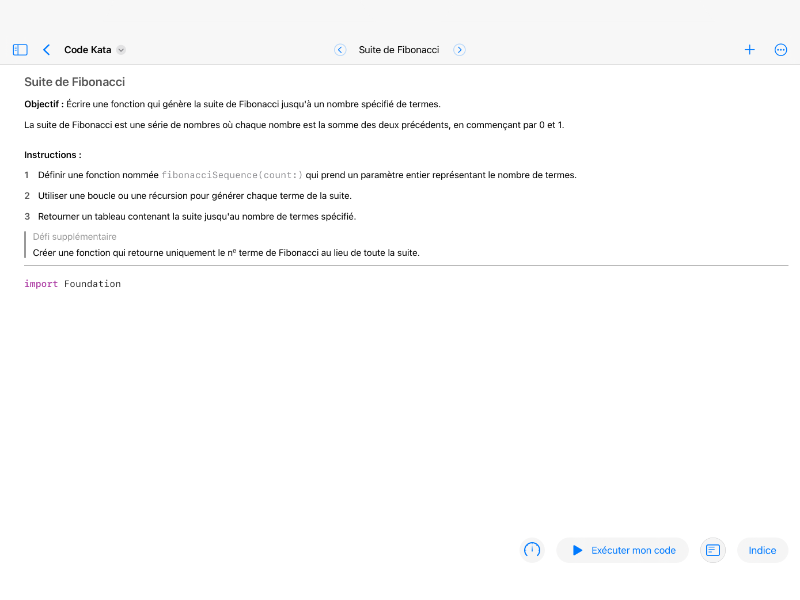 Code Kata
Suite de Fibonacci
Suite de Fibonacci
Objectif : Écrire une fonction qui génère la suite de Fibonacci jusqu'à un nombre spécifié de termes.
La suite de Fibonacci est une série de nombres où chaque nombre est la somme des deux précédents, en commençant par 0 et 1.
Instructions :
1 Définir une fonction nommée fibonacciSequence(count:) qui prend un paramètre entier représentant le nombre de termes.
2 Utiliser une boucle ou une récursion pour générer chaque terme de la suite.
3 Retourner un tableau contenant la suite jusqu'au nombre de termes spécifié.
Défi supplémentaire
Créer une fonction qui retourne uniquement le nᵉ terme de Fibonacci au lieu de toute la suite.
import Foundation
Exécuter mon code
Indice